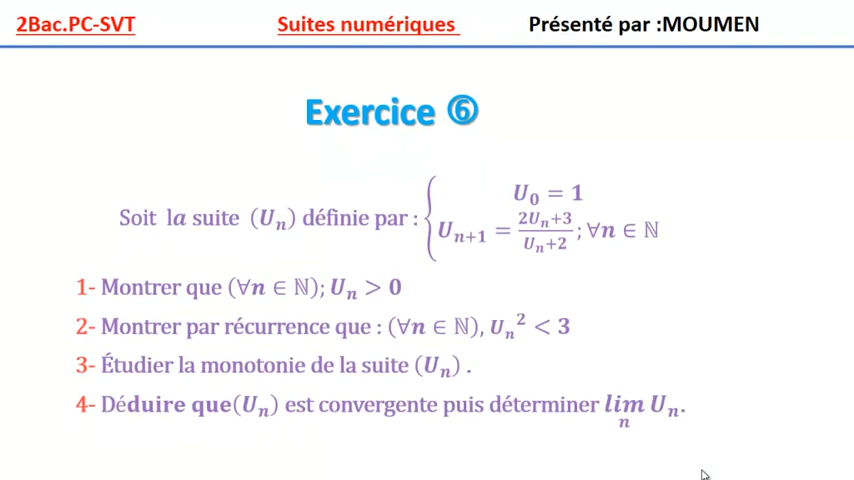 2Bac.PC-SVT Suites numériques Présenté par :MOUMEN
Exercice ⑥
Soit la suite (Uₙ) définie par : { U₀ = 1
Uₙ₊₁ = (2Uₙ+3)/(Uₙ+2) ; ∀n ∈ ℕ
1- Montrer que (∀n ∈ ℕ); Uₙ > 0
2- Montrer par récurrence que : (∀n ∈ ℕ), Uₙ² < 3
3- Étudier la monotonie de la suite (Uₙ) .
4- Déduire que(Uₙ) est convergente puis déterminer lim Uₙ.
n